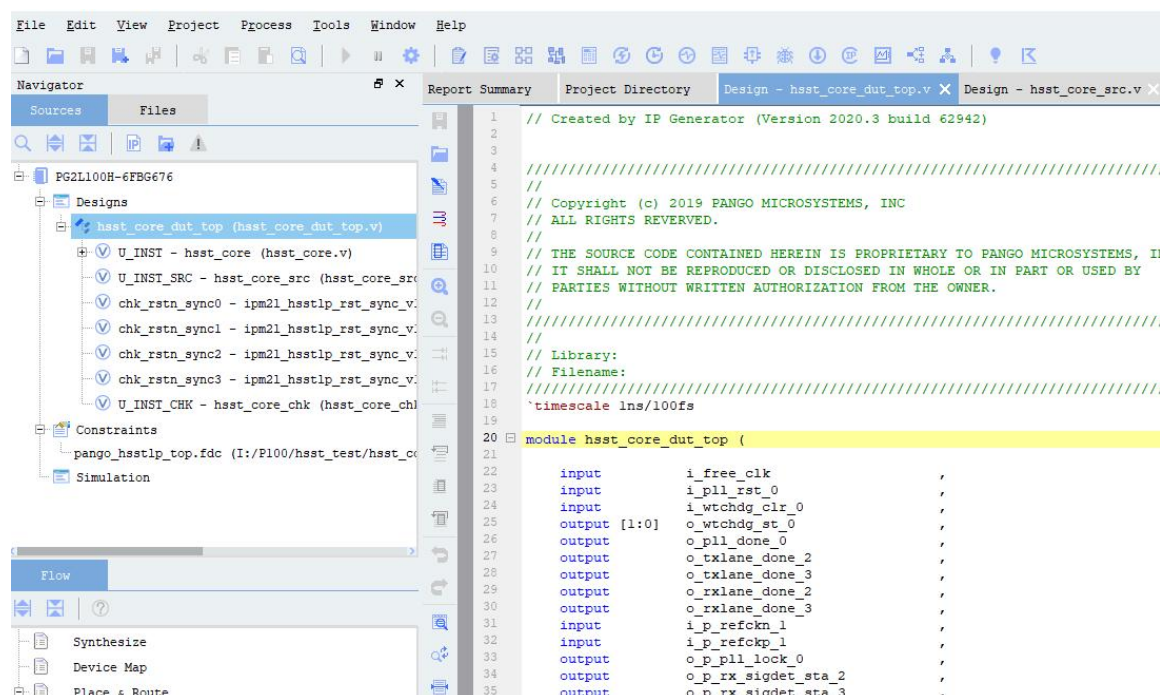 File Edit View Project Process Tools Window Help
Navigator
Sources Files
PG2L100H-6FBG676
Designs
hsst_core_dut_top (hsst_core_dut_top.v)
U_INST - hsst_core (hsst_core.v)
U_INST_SRC - hsst_core_src (hsst_core_src
chk_rstn_sync0 - ipm2l_hsstlp_rst_sync_v
chk_rstn_sync1 - ipm2l_hsstlp_rst_sync_v
chk_rstn_sync2 - ipm2l_hsstlp_rst_sync_v
chk_rstn_sync3 - ipm2l_hsstlp_rst_sync_v
U_INST_CHK - hsst_core_chk (hsst_core_chk
Constraints
pango_hsstlp_top.fdc (I:/P100/hsst_test/hsst_co
Simulation
Flow
Synthesize
Device Map
Place & Route
Report Summary Project Directory Design - hsst_core_dut_top.v Design - hsst_core_src.v
1 // Created by IP Generator (Version 2020.3 build 62942)
2
3
4 ////////////////////////////////////////////////////////////////////////////
5 //
6 // Copyright (c) 2019 PANGO MICROSYSTEMS, INC
7 // ALL RIGHTS REVERVED.
8 //
9 // THE SOURCE CODE CONTAINED HEREIN IS PROPRIETARY TO PANGO MICROSYSTEMS, IN
10 // IT SHALL NOT BE REPRODUCED OR DISCLOSED IN WHOLE OR IN PART OR USED BY
11 // PARTIES WITHOUT WRITTEN AUTHORIZATION FROM THE OWNER.
12 //
13 ////////////////////////////////////////////////////////////////////////////
14 //
15 // Library:
16 // Filename:
17 ////////////////////////////////////////////////////////////////////////////
18 `timescale 1ns/100fs
19
20 module hsst_core_dut_top (
21
22 input i_free_clk ,
23 input i_pll_rst_0 ,
24 input i_wtchdg_clr_0 ,
25 output [1:0] o_wtchdg_st_0 ,
26 output o_pll_done_0 ,
27 output o_txlane_done_2 ,
28 output o_txlane_done_3 ,
29 output o_rxlane_done_2 ,
30 output o_rxlane_done_3 ,
31 input i_p_refckn_1 ,
32 input i_p_refckp_1 ,
33 output o_p_pll_lock_0 ,
34 output o_p_rx_sigdet_sta_2 ,
35 output o_p_rx_sigdet_sta_3 ,